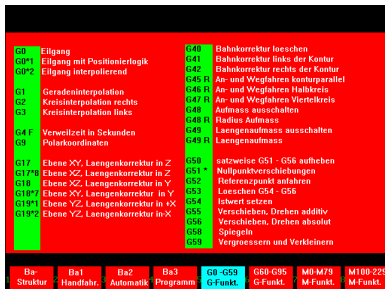 G0 Eilgang
G0*1 Eilgang mit Positionierlogik
G0*2 Eilgang interpolierend
G1 Geradeninterpolation
G2 Kreisinterpolation rechts
G3 Kreisinterpolation links
G4 F Verweilzeit in Sekunden
G9 Polarkoordinaten
G17 Ebene XY, Laengenkorrektur in Z
G17*8 Ebene XZ, Laengenkorrektur in Z
G18 Ebene XZ, Laengenkorrektur in Y
G18*7 Ebene XY, Laengenkorrektur in Y
G19*1 Ebene YZ, Laengenkorrektur in +X
G19*2 Ebene YZ, Laengenkorrektur in-X
G40 Bahnkorrektur loeschen
G41 Bahnkorrektur links der Kontur
G42 Bahnkorrektur rechts der Kontur
G45 R An- und Wegfahren konturparallel
G46 R An- und Wegfahren Halbkreis
G47 R An- und Wegfahren Viertelkreis
G48 Aufmass ausschalten
G48 R Radius Aufmass
G49 Laengenaufmass ausschalten
G49 R Laengenaufmass
G50 satzweise G51 - G56 aufheben
G51 * Nullpunktverschiebungen
G52 Referenzpunkt anfahren
G53 Loeschen G54 - G56
G54 Istwert setzen
G55 Verschieben, Drehen additiv
G56 Verschieben, Drehen absolut
G58 Spiegeln
G59 Vergroessern und Verkleinern
Ba- Ba1 Ba2 Ba3 G0 -G59 G60-G95 M0-M79 M100-229
Struktur Handfahr. Automatik Programm G-Funkt. G-Funkt. M-Funkt. M-Funkt.